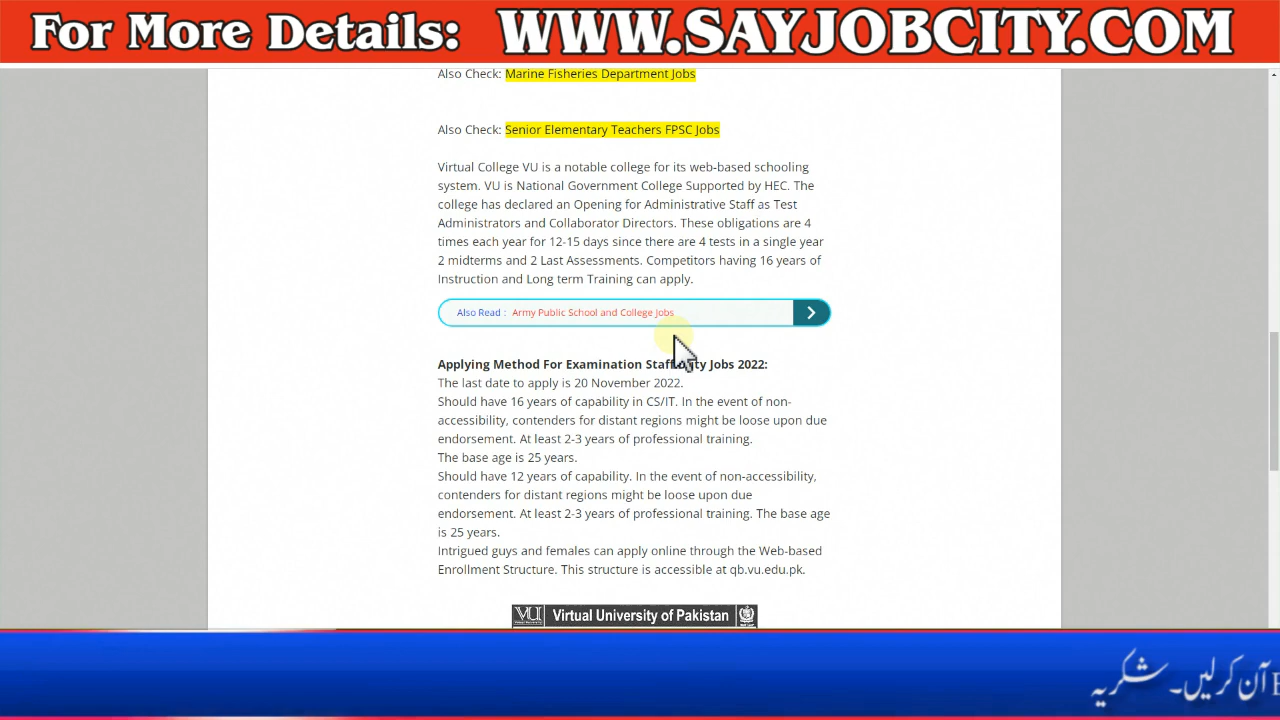 For More Details: WWW.SAYJOBCITY.COM
Also Check: Marine Fisheries Department Jobs
Also Check: Senior Elementary Teachers FPSC Jobs
Virtual College VU is a notable college for its web-based schooling
system. VU is National Government College Supported by HEC. The
college has declared an Opening for Administrative Staff as Test
Administrators and Collaborator Directors. These obligations are 4
times each year for 12-15 days since there are 4 tests in a single year
2 midterms and 2 Last Assessments. Competitors having 16 years of
Instruction and Long term Training can apply.
Also Read : Army Public School and College Jobs
Applying Method For Examination Staff Duty Jobs 2022:
The last date to apply is 20 November 2022.
Should have 16 years of capability in CS/IT. In the event of non-
accessibility, contenders for distant regions might be loose upon due
endorsement. At least 2-3 years of professional training.
The base age is 25 years.
Should have 12 years of capability. In the event of non-accessibility,
contenders for distant regions might be loose upon due
endorsement. At least 2-3 years of professional training. The base age
is 25 years.
Intrigued guys and females can apply online through the Web-based
Enrollment Structure. This structure is accessible at qb.vu.edu.pk.
VU Virtual University of Pakistan
آن کرلیں۔ شکریہ